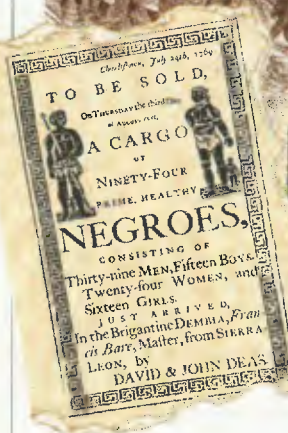 Charlestown, July 24th, 1769.
TO BE SOLD,
On THURSDAY the third Day
of AUGUST next,
A CARGO
OF
NINETY-FOUR
PRIME, HEALTHY
NEGROES,
CONSISTING OF
Thirty-nine MEN, Fifteen BOYS,
Twenty-four WOMEN, and
Sixteen GIRLS.
JUST ARRIVED,
In the Brigantine DEMBIA, Fran-
cis Bare, Master, from SIERRA
LEON, by
DAVID & JOHN DEAS.